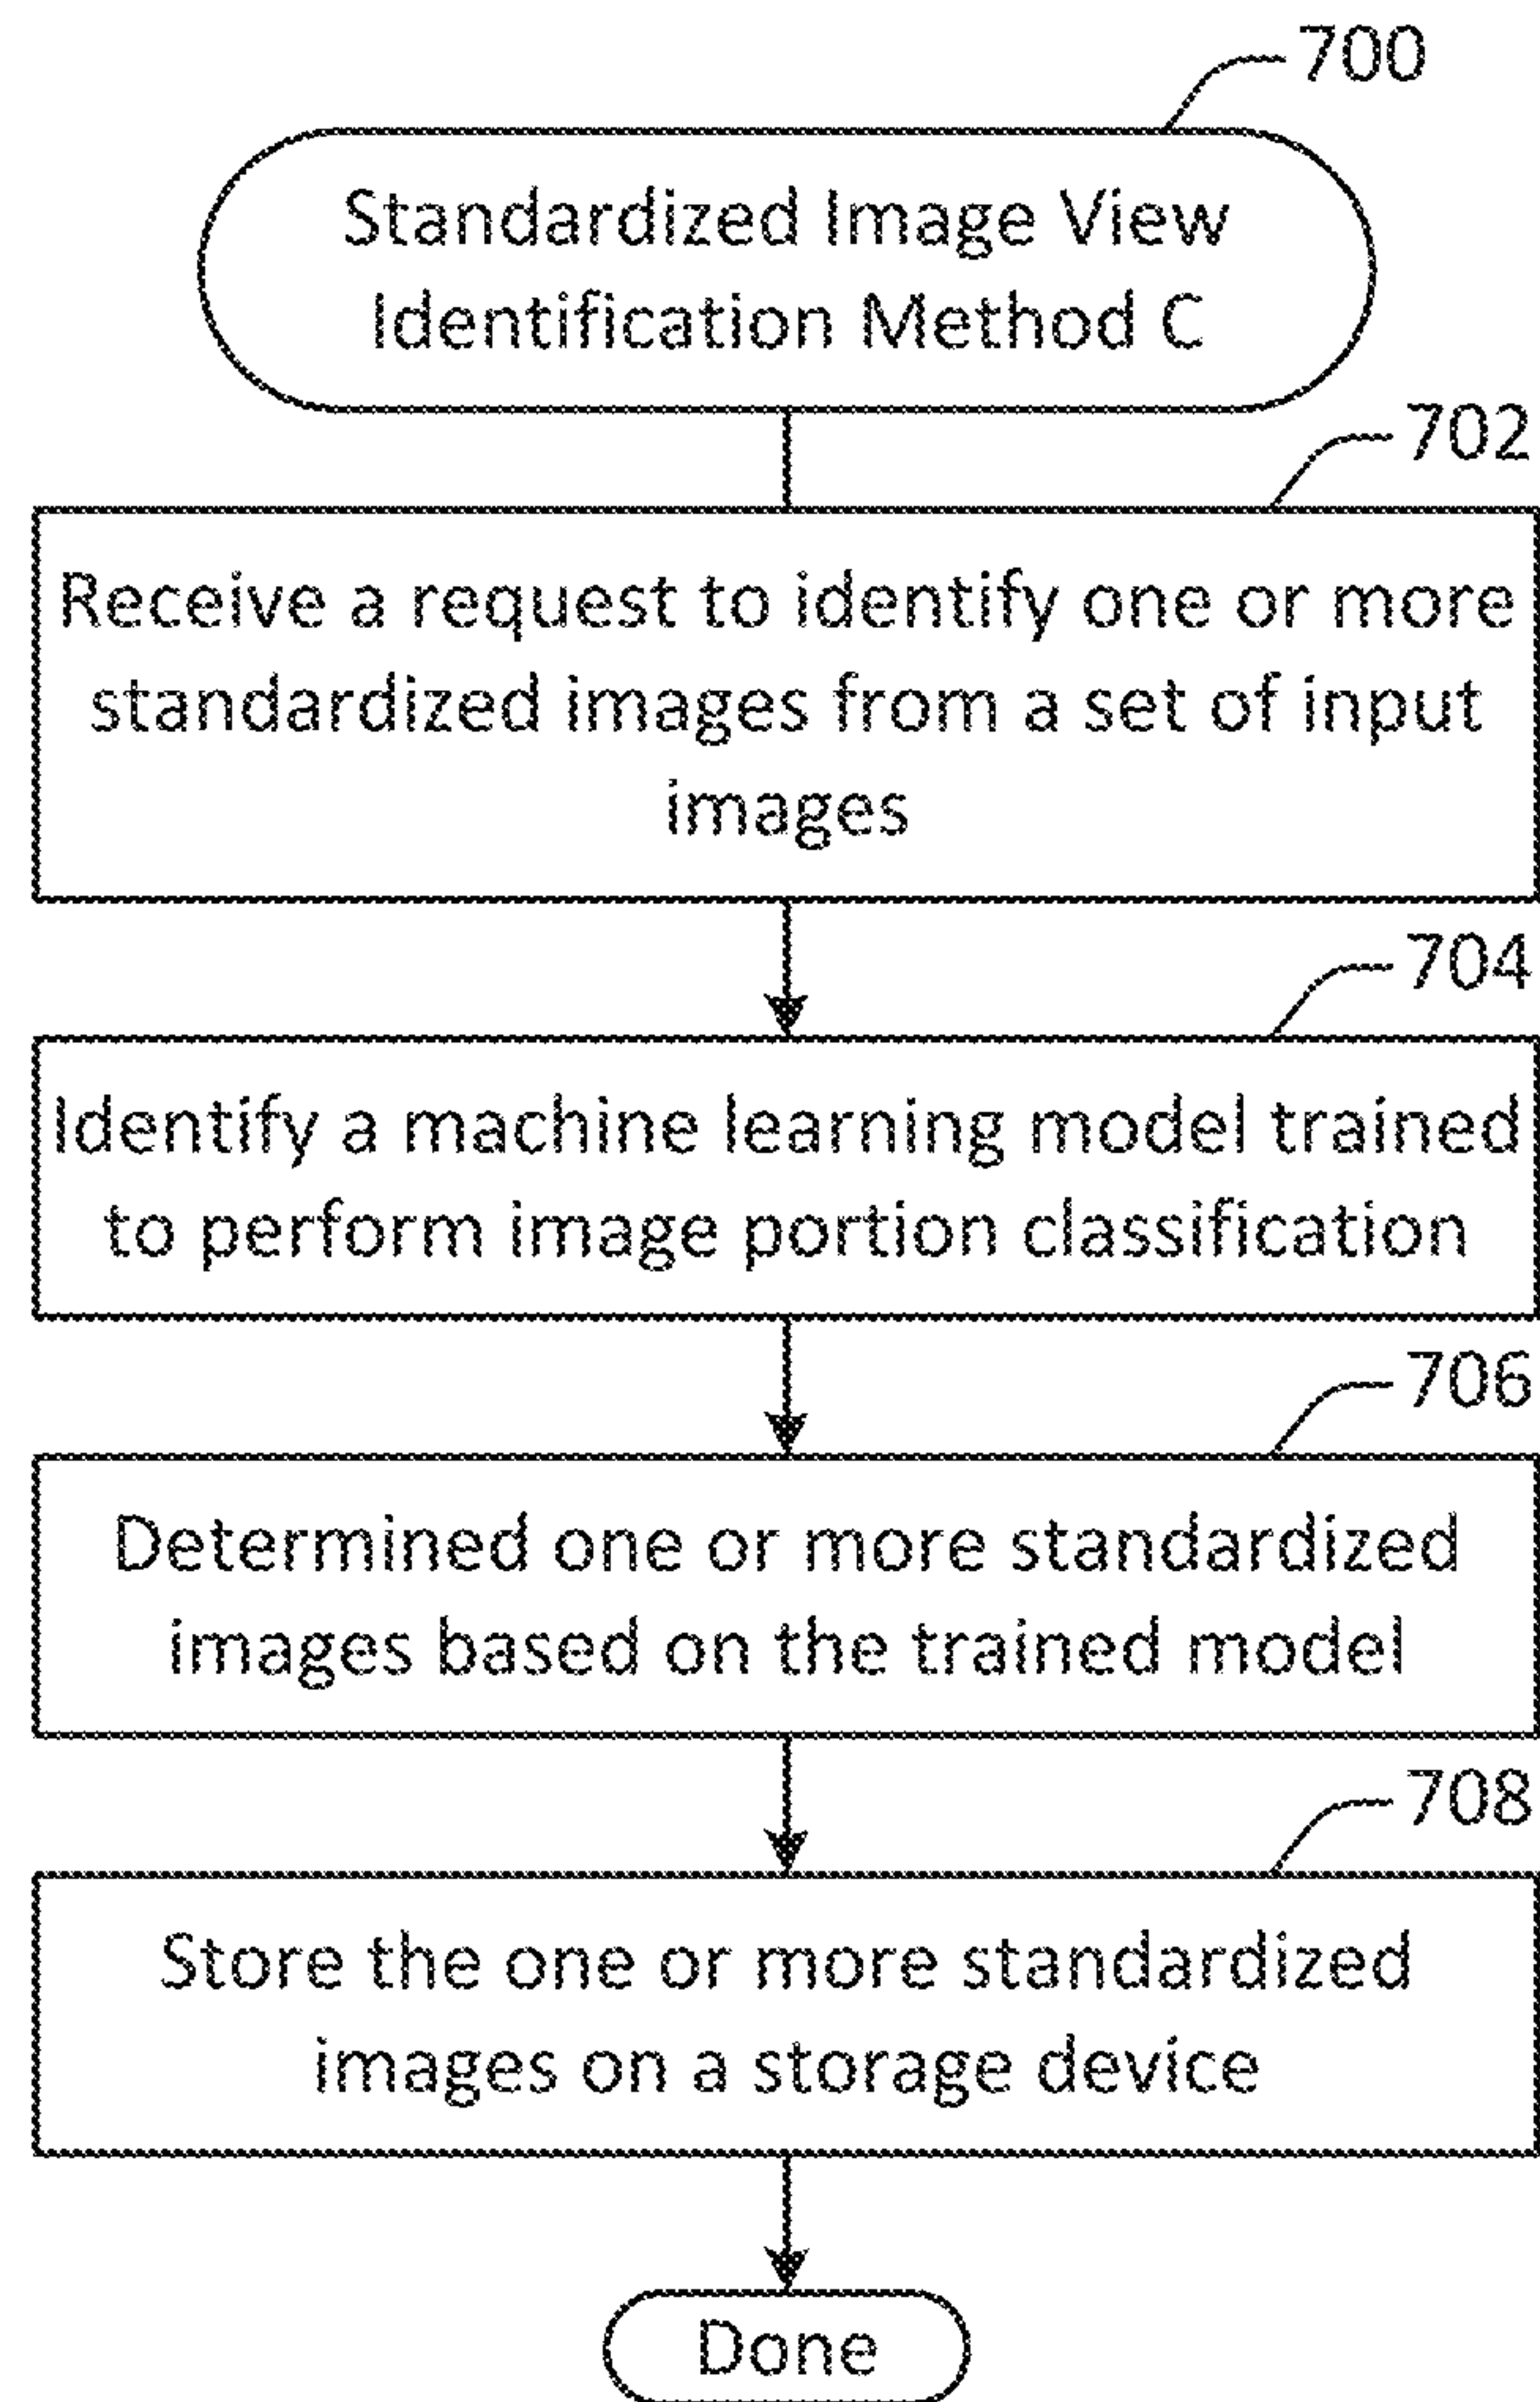 700
Standardized Image View
Identification Method C
702
Receive a request to identify one or more
standardized images from a set of input
images
704
Identify a machine learning model trained
to perform image portion classification
706
Determined one or more standardized
images based on the trained model
708
Store the one or more standardized
images on a storage device
Done